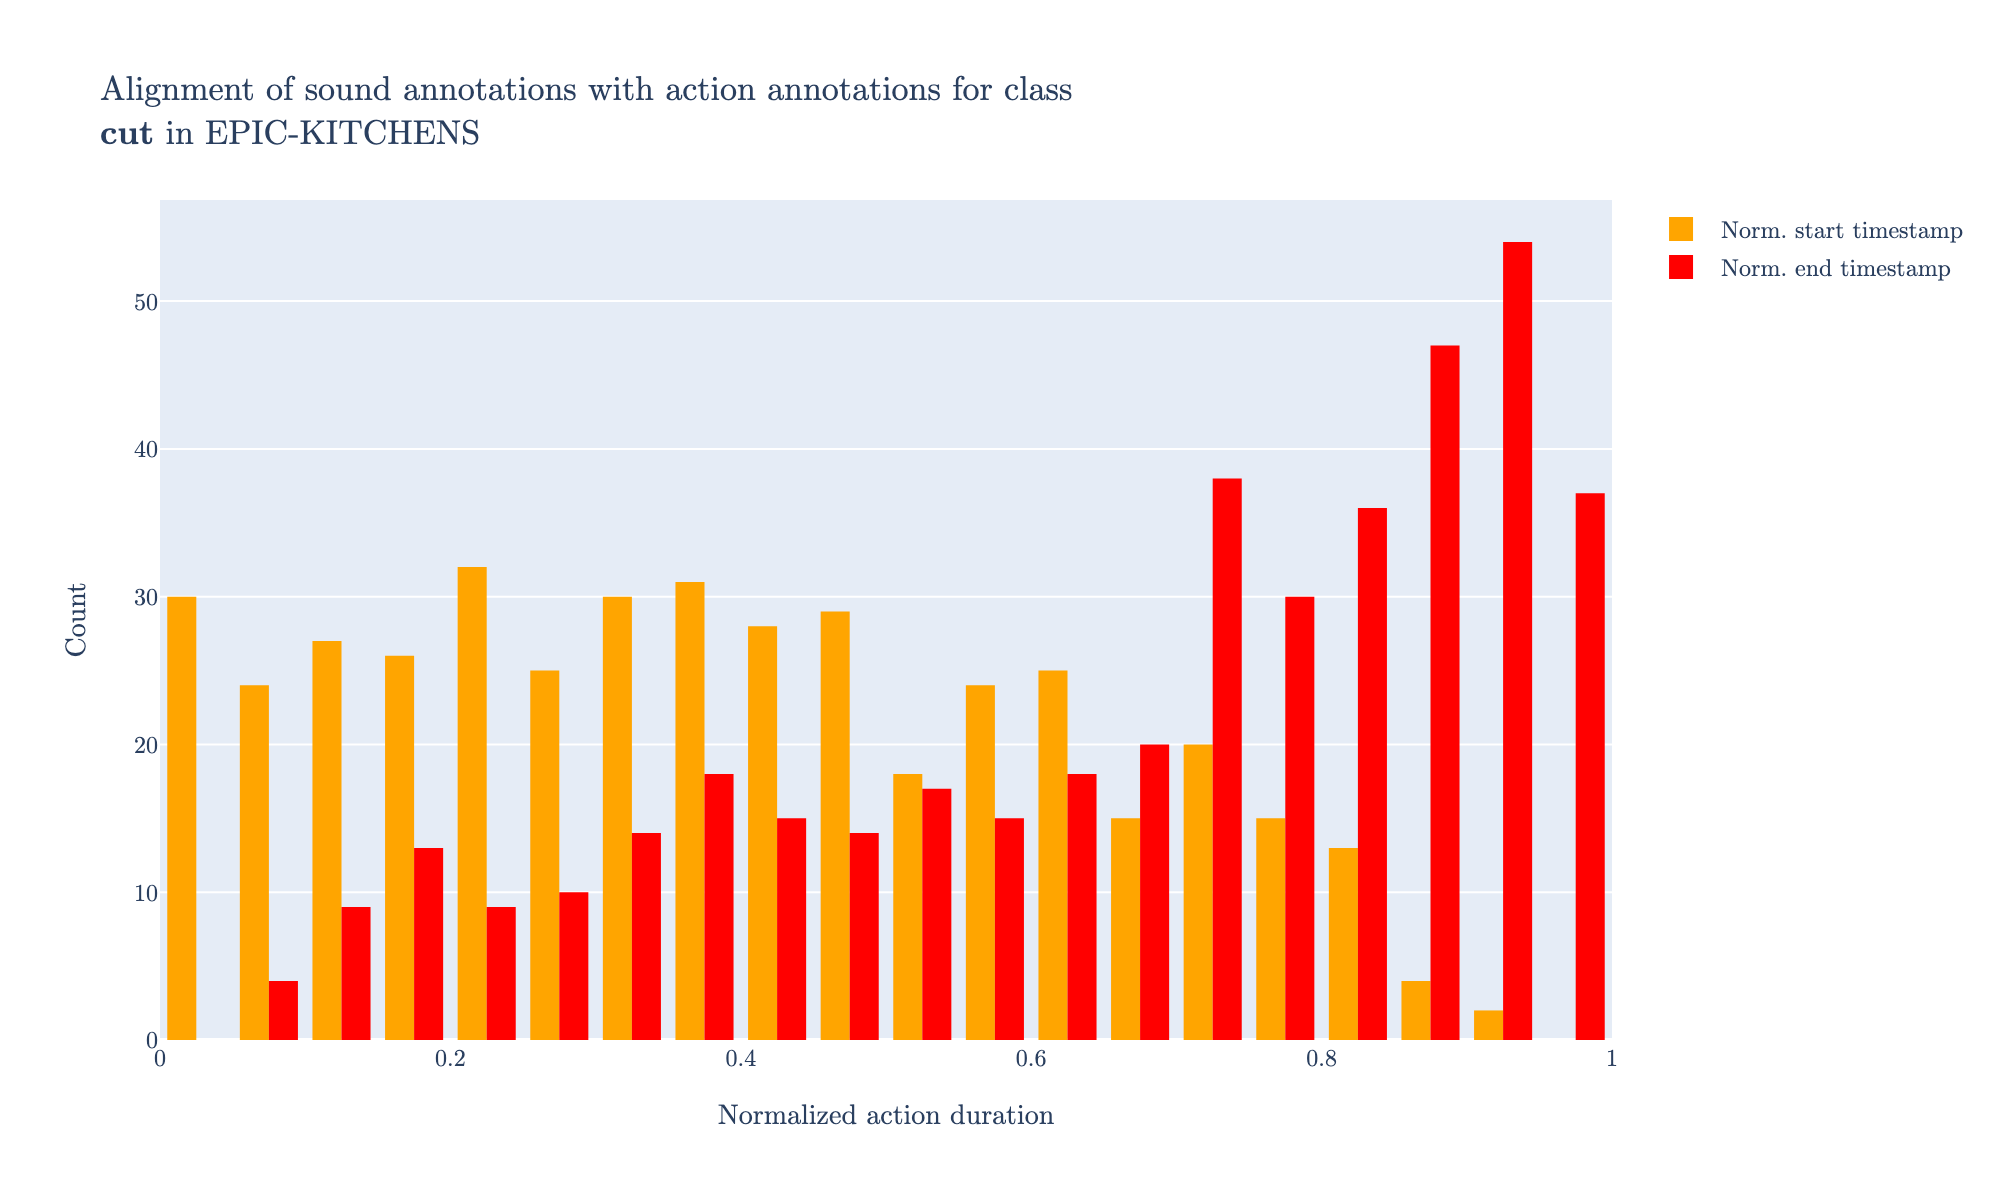 Alignment of sound annotations with action annotations for class
cut in EPIC-KITCHENS
Norm. start timestamp
Norm. end timestamp
Count
50
40
30
20
10
0
0 0.2 0.4 0.6 0.8 1
Normalized action duration